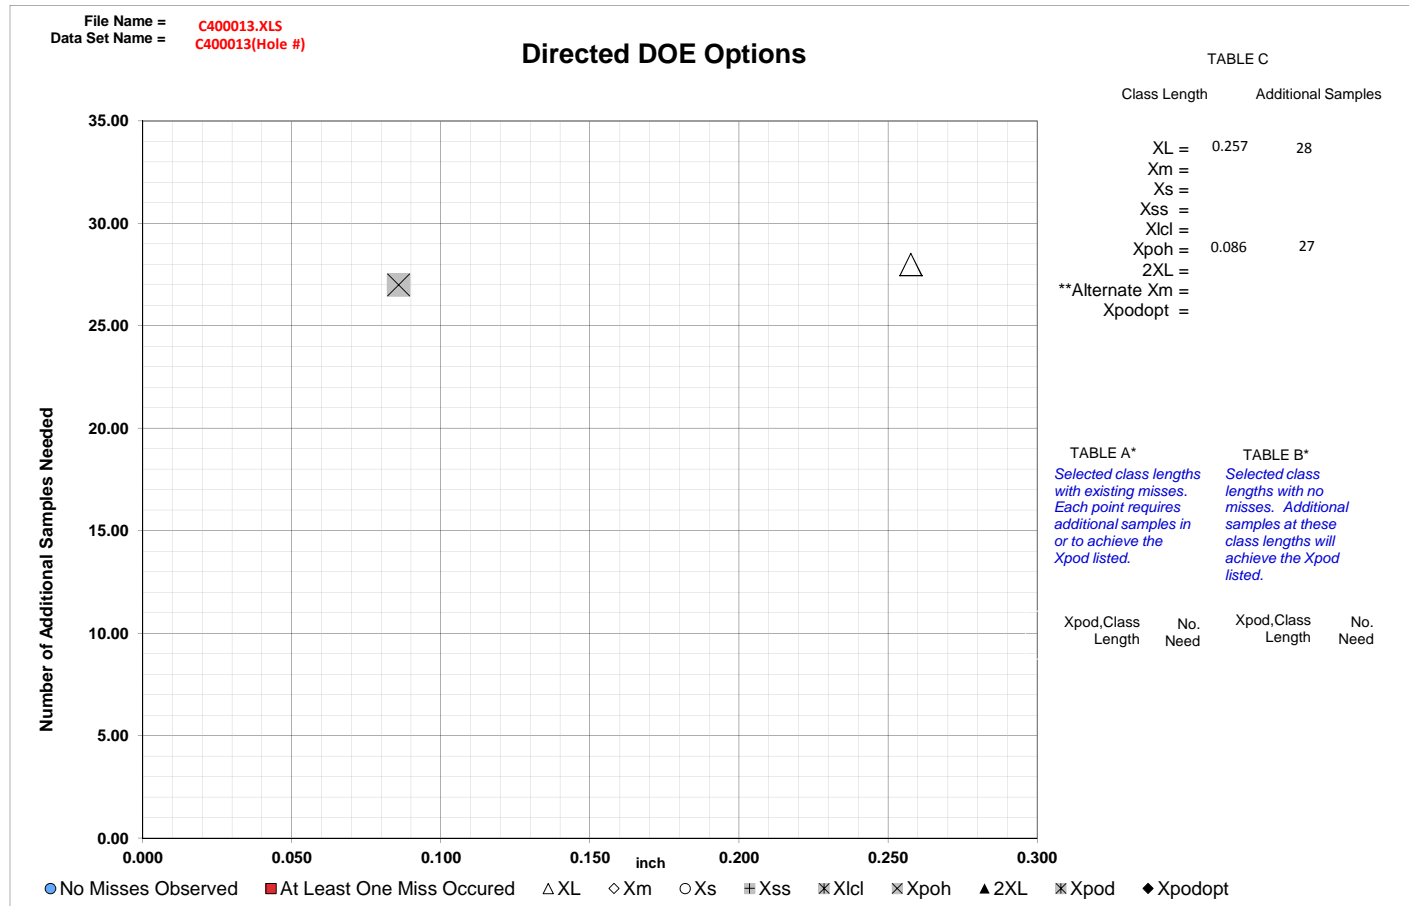 File Name = C400013.XLS
Data Set Name = C400013(Hole #)
Directed DOE Options
TABLE C
Class Length Additional Samples
XL = 0.257 28
Xm =
Xs =
Xss =
Xlcl =
Xpoh = 0.086 27
2XL =
**Alternate Xm =
Xpodopt =
TABLE A*
Selected class lengths
with existing misses.
Each point requires
additional samples in
or to achieve the
Xpod listed.
TABLE B*
Selected class
lengths with no
misses. Additional
samples at these
class lengths will
achieve the Xpod
listed.
Xpod,Class
Length
No.
Need
Xpod,Class
Length
No.
Need
Number of Additional Samples Needed
35.00
30.00
25.00
20.00
15.00
10.00
5.00
0.00
0.000 0.050 0.100 0.150 0.200 0.250 0.300
inch
No Misses Observed At Least One Miss Occured XL Xm Xs Xss Xlcl Xpoh 2XL Xpod Xpodopt